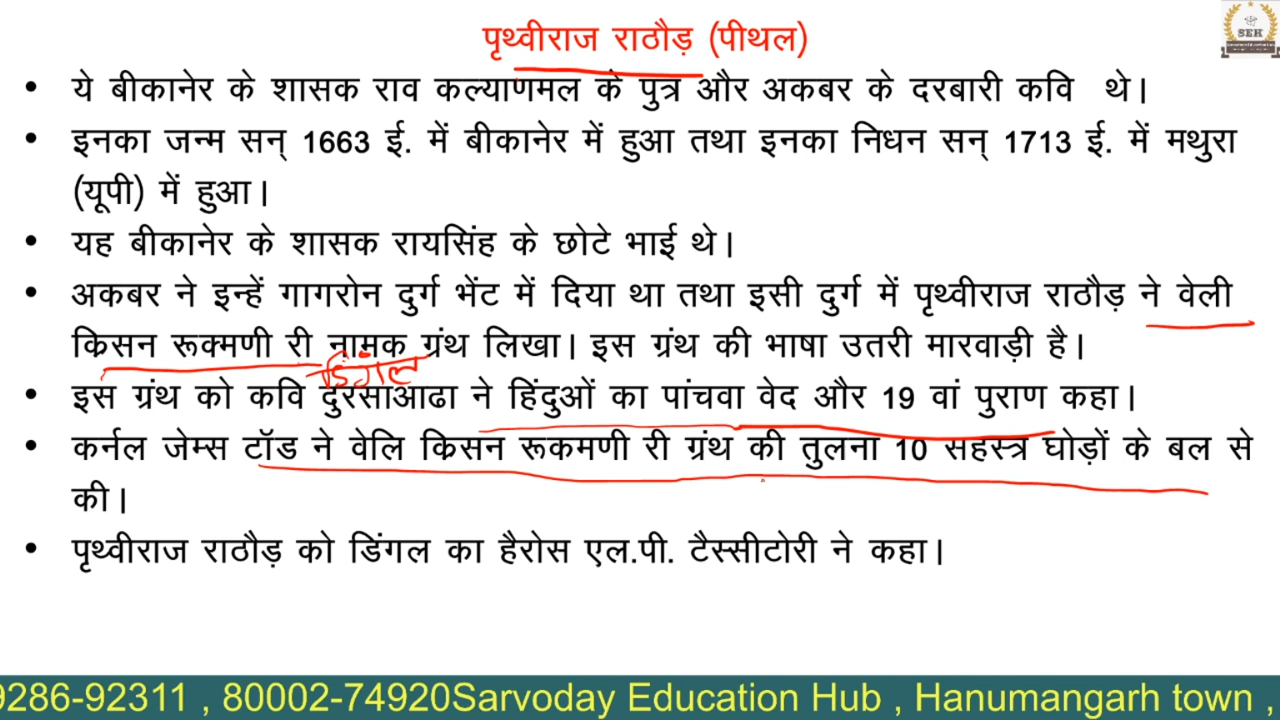 पृथ्वीराज राठौड़ (पीथल)
SEH
• ये बीकानेर के शासक राव कल्याणमल के पुत्र और अकबर के दरबारी कवि थे।
• इनका जन्म सन् 1663 ई. में बीकानेर में हुआ तथा इनका निधन सन् 1713 ई. में मथुरा
(यूपी) में हुआ।
• यह बीकानेर के शासक रायसिंह के छोटे भाई थे।
• अकबर ने इन्हें गागरोन दुर्ग भेंट में दिया था तथा इसी दुर्ग में पृथ्वीराज राठौड़ ने वेली
किसन रूक्मणी री नामक ग्रंथ लिखा। इस ग्रंथ की भाषा उतरी मारवाड़ी है।
डिंगल
• इस ग्रंथ को कवि दुरसाआढा ने हिंदुओं का पांचवा वेद और 19 वां पुराण कहा।
• कर्नल जेम्स टॉड ने वेलि किसन रूकमणी री ग्रंथ की तुलना 10 सहस्त्र घोड़ों के बल से
की।
• पृथ्वीराज राठौड़ को डिंगल का हैरोस एल.पी. टैस्सीटोरी ने कहा।
9286-92311 , 80002-74920Sarvoday Education Hub , Hanumangarh town ,